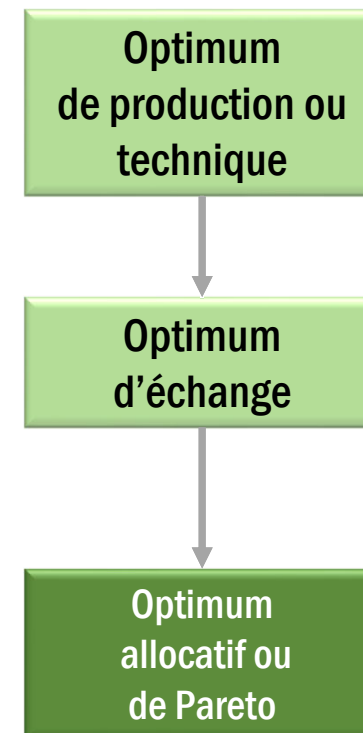 Optimum
de production ou
technique
Optimum
d’échange
Optimum
allocatif ou
de Pareto